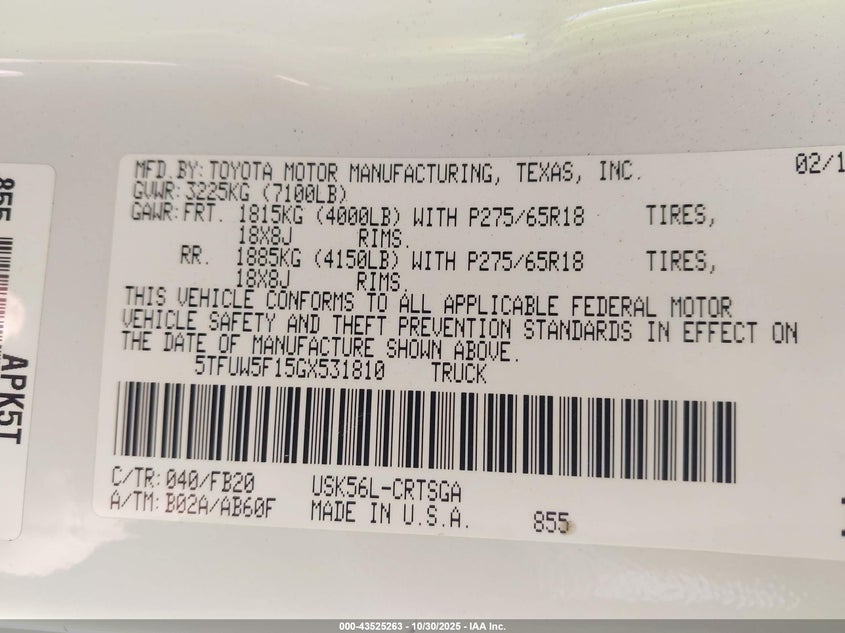 MFD. BY: TOYOTA MOTOR MANUFACTURING, TEXAS, INC. 02/1
GVWR: 3225KG (7100LB)
GAWR: FRT. 1815KG (4000LB) WITH P275/65R18 TIRES,
18X8J RIMS.
RR. 1885KG (4150LB) WITH P275/65R18 TIRES,
18X8J RIMS.
THIS VEHICLE CONFORMS TO ALL APPLICABLE FEDERAL MOTOR
VEHICLE SAFETY AND THEFT PREVENTION STANDARDS IN EFFECT ON
THE DATE OF MANUFACTURE SHOWN ABOVE.
5TFUW5F15GX531810 TRUCK
C/TR: 040/FB20 USK56L-CRTSGA
A/TM: B02A/AB60F MADE IN U.S.A. 855
855
APK5T
000-43525263 - 10/30/2025 - IAA Inc.